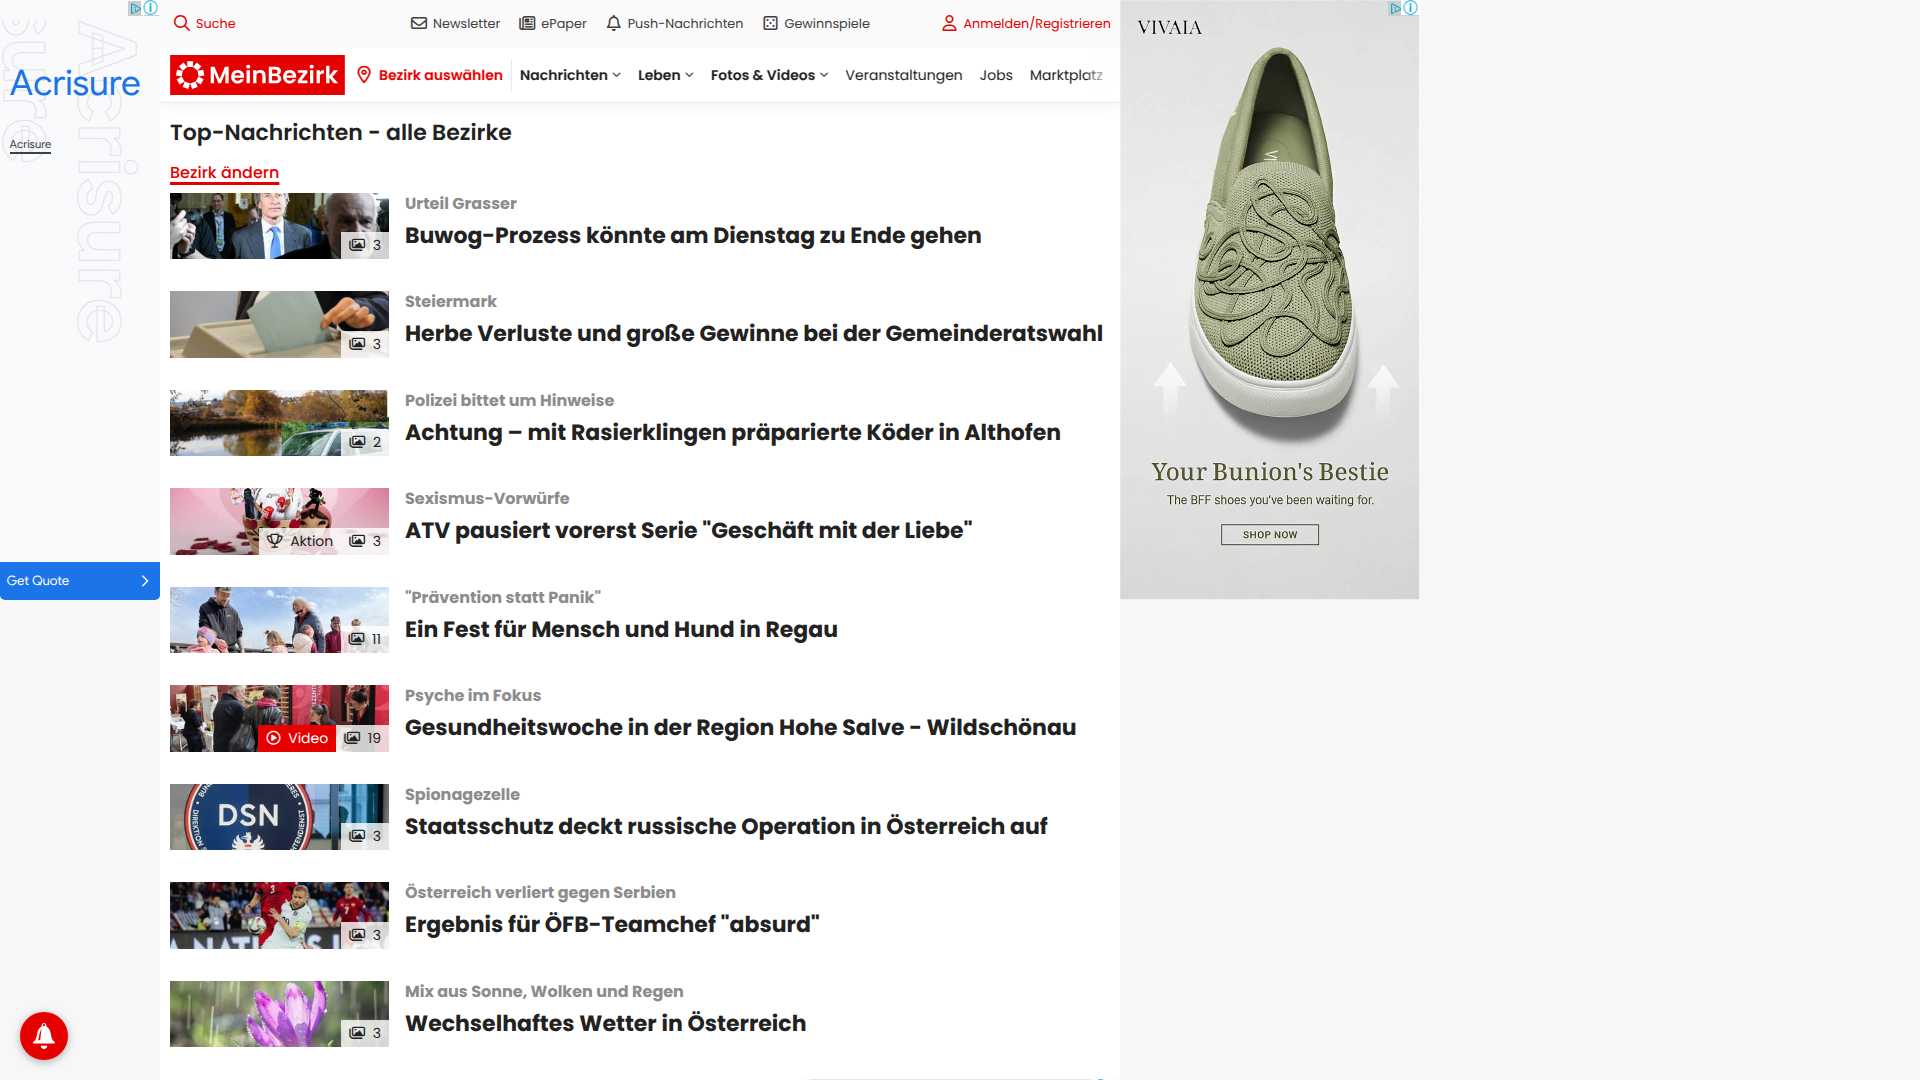 Suche
Newsletter
ePaper
Push-Nachrichten
Gewinnspiele
Anmelden/Registrieren
MeinBezirk
Bezirk auswählen
Nachrichten
Leben
Fotos & Videos
Veranstaltungen
Jobs
Marktplatz
Acrisure
Acrisure
Acrisure
Get Quote
Top-Nachrichten - alle Bezirke
Bezirk ändern
Urteil Grasser
Buwog-Prozess könnte am Dienstag zu Ende gehen
3
Steiermark
Herbe Verluste und große Gewinne bei der Gemeinderatswahl
3
Polizei bittet um Hinweise
Achtung – mit Rasierklingen präparierte Köder in Althofen
2
Sexismus-Vorwürfe
ATV pausiert vorerst Serie "Geschäft mit der Liebe"
Aktion
3
"Prävention statt Panik"
Ein Fest für Mensch und Hund in Regau
11
Psyche im Fokus
Gesundheitswoche in der Region Hohe Salve - Wildschönau
Video
19
Spionagezelle
Staatsschutz deckt russische Operation in Österreich auf
DSN
3
Österreich verliert gegen Serbien
Ergebnis für ÖFB-Teamchef "absurd"
3
Mix aus Sonne, Wolken und Regen
Wechselhaftes Wetter in Österreich
3
VIVAIA
Your Bunion's Bestie
The BFF shoes you've been waiting for.
SHOP NOW